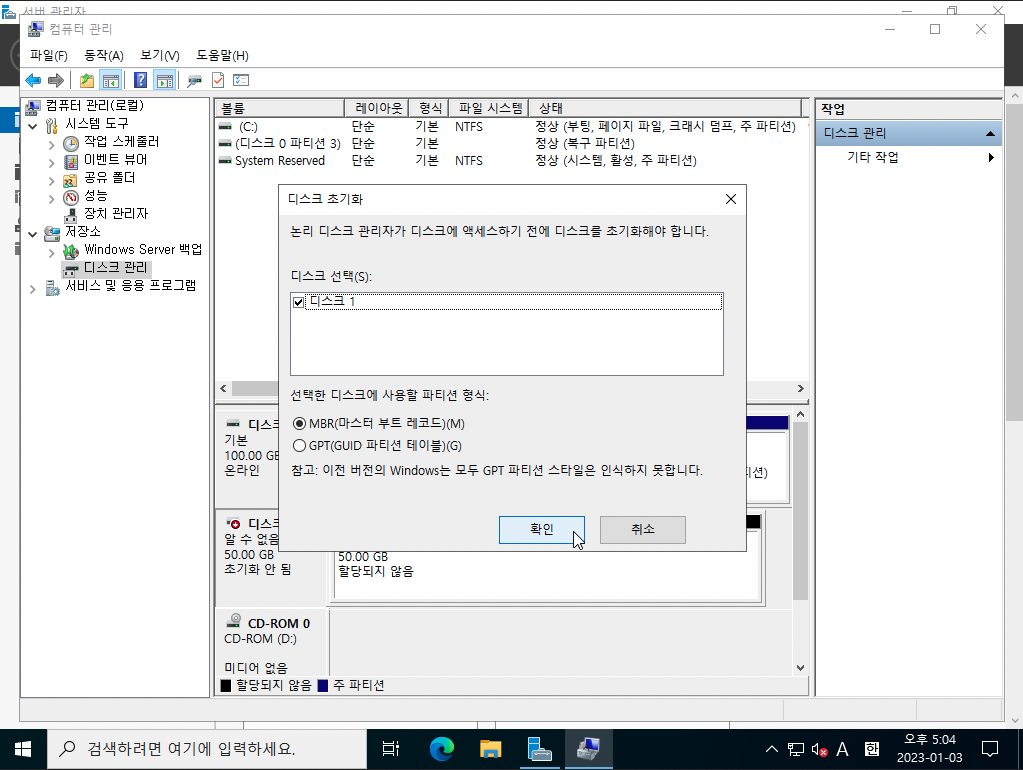 서버 관리자
컴퓨터 관리
파일(F) 동작(A) 보기(V) 도움말(H)
컴퓨터 관리(로컬)
시스템 도구
작업 스케줄러
이벤트 뷰어
공유 폴더
성능
장치 관리자
저장소
Windows Server 백업
디스크 관리
서비스 및 응용 프로그램
볼륨 레이아웃 형식 파일 시스템 상태
(C:) 단순 기본 NTFS 정상 (부팅, 페이지 파일, 크래시 덤프, 주 파티션)
(디스크 0 파티션 3) 단순 기본 정상 (복구 파티션)
System Reserved 단순 기본 NTFS 정상 (시스템, 활성, 주 파티션)
작업
디스크 관리
기타 작업
디스크 초기화
논리 디스크 관리자가 디스크에 액세스하기 전에 디스크를 초기화해야 합니다.
디스크 선택(S):
디스크 1
선택한 디스크에 사용할 파티션 형식:
MBR(마스터 부트 레코드)(M)
GPT(GUID 파티션 테이블)(G)
참고: 이전 버전의 Windows는 모두 GPT 파티션 스타일은 인식하지 못합니다.
확인 취소
기본
100.00 GB
온라인
알 수 없음
50.00 GB
초기화 안 됨
50.00 GB
할당되지 않음
CD-ROM 0
CD-ROM (D:)
미디어 없음
할당되지 않음 주 파티션
검색하려면 여기에 입력하세요.
A 한
오후 5:04
2023-01-03